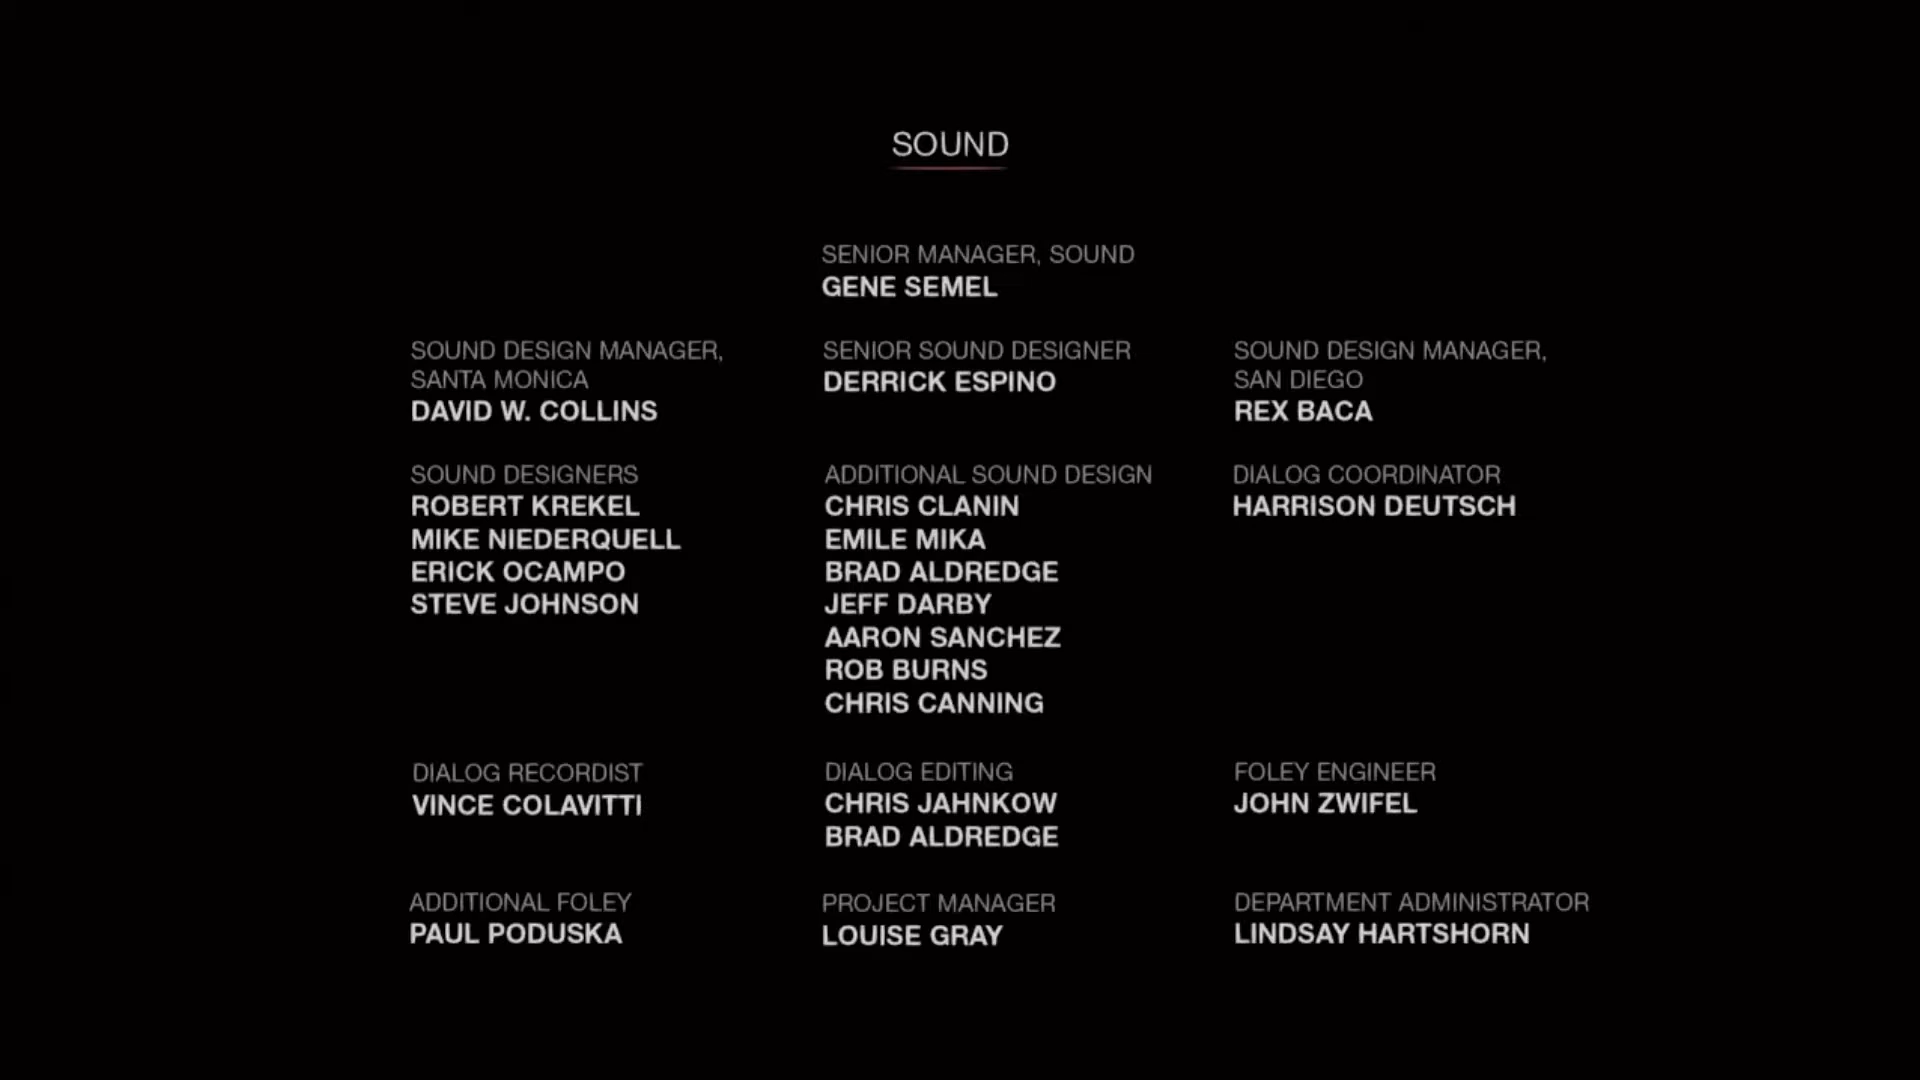 SOUND
SENIOR MANAGER, SOUND
GENE SEMEL
SOUND DESIGN MANAGER,
SANTA MONICA
DAVID W. COLLINS
SENIOR SOUND DESIGNER
DERRICK ESPINO
SOUND DESIGN MANAGER,
SAN DIEGO
REX BACA
SOUND DESIGNERS
ROBERT KREKEL
MIKE NIEDERQUELL
ERICK OCAMPO
STEVE JOHNSON
ADDITIONAL SOUND DESIGN
CHRIS CLANIN
EMILE MIKA
BRAD ALDREDGE
JEFF DARBY
AARON SANCHEZ
ROB BURNS
CHRIS CANNING
DIALOG COORDINATOR
HARRISON DEUTSCH
DIALOG RECORDIST
VINCE COLAVITTI
DIALOG EDITING
CHRIS JAHNKOW
BRAD ALDREDGE
FOLEY ENGINEER
JOHN ZWIFEL
ADDITIONAL FOLEY
PAUL PODUSKA
PROJECT MANAGER
LOUISE GRAY
DEPARTMENT ADMINISTRATOR
LINDSAY HARTSHORN